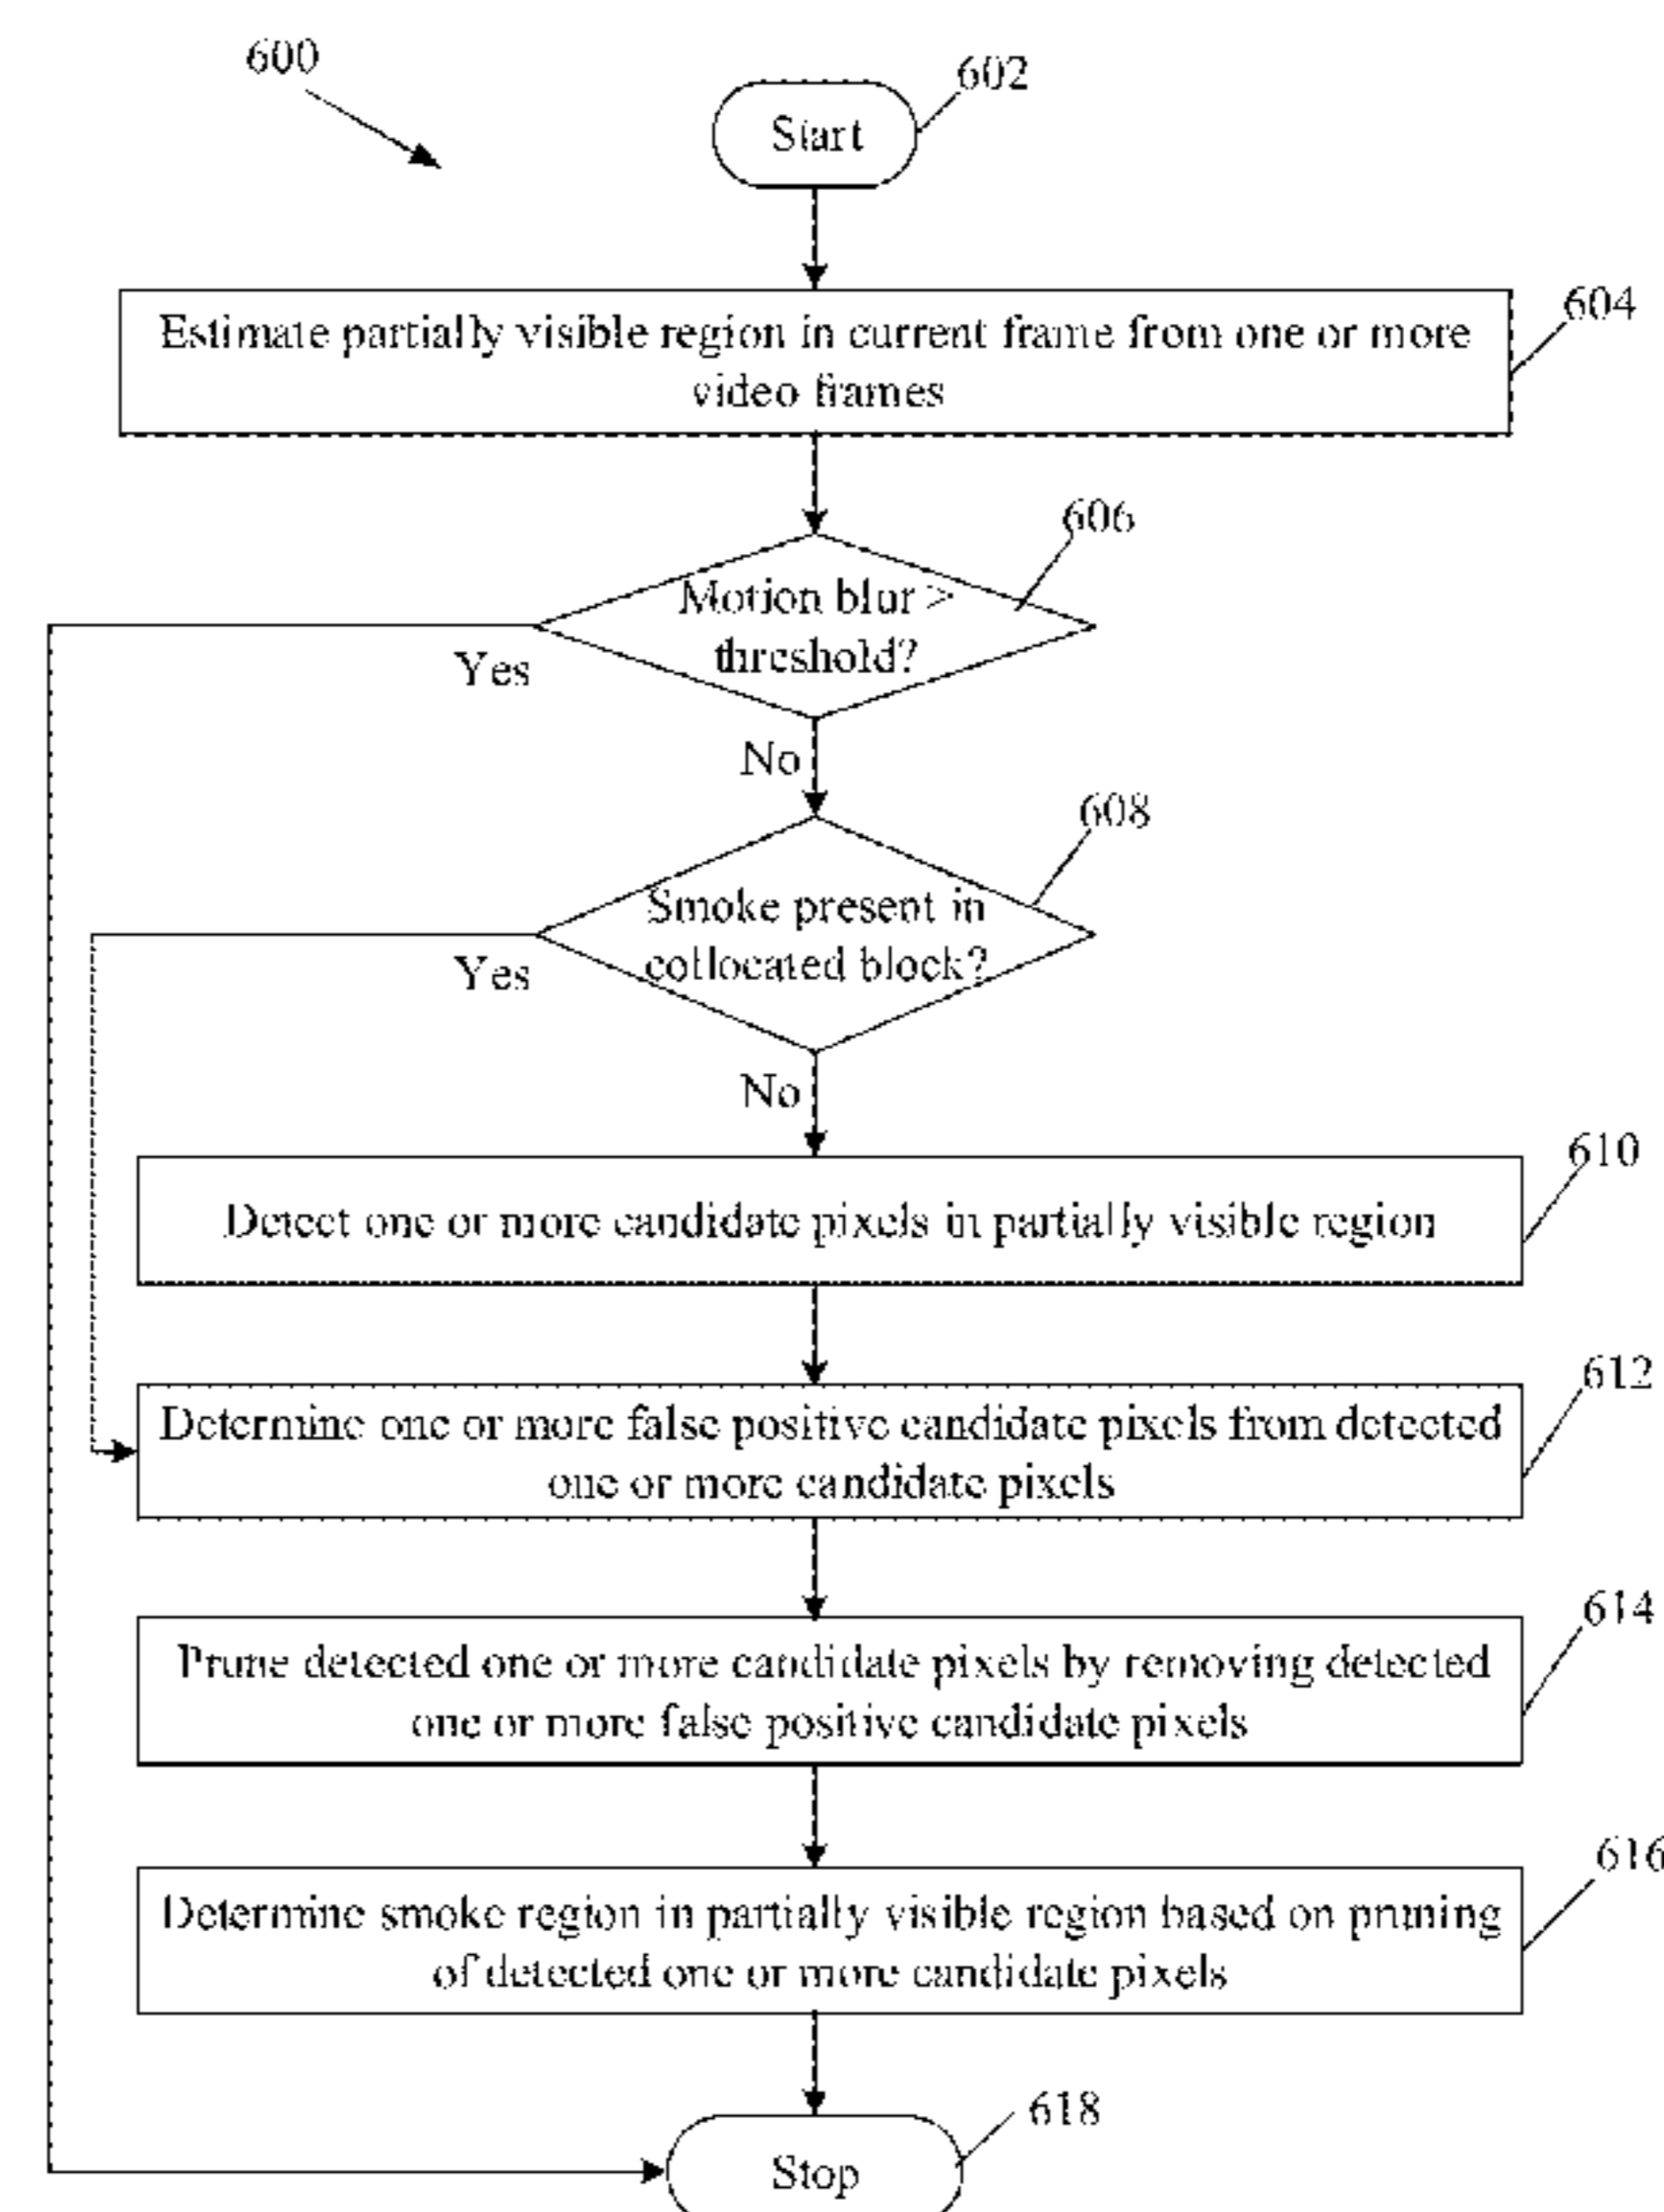 600
602
Start
604
Estimate partially visible region in current frame from one or more
video frames
606
Motion blur >
threshold?
Yes
No
608
Smoke present in
collocated block?
Yes
No
610
Detect one or more candidate pixels in partially visible region
612
Determine one or more false positive candidate pixels from detected
one or more candidate pixels
614
Prune detected one or more candidate pixels by removing detected
one or more false positive candidate pixels
616
Determine smoke region in partially visible region based on pruning
of detected one or more candidate pixels
618
Stop